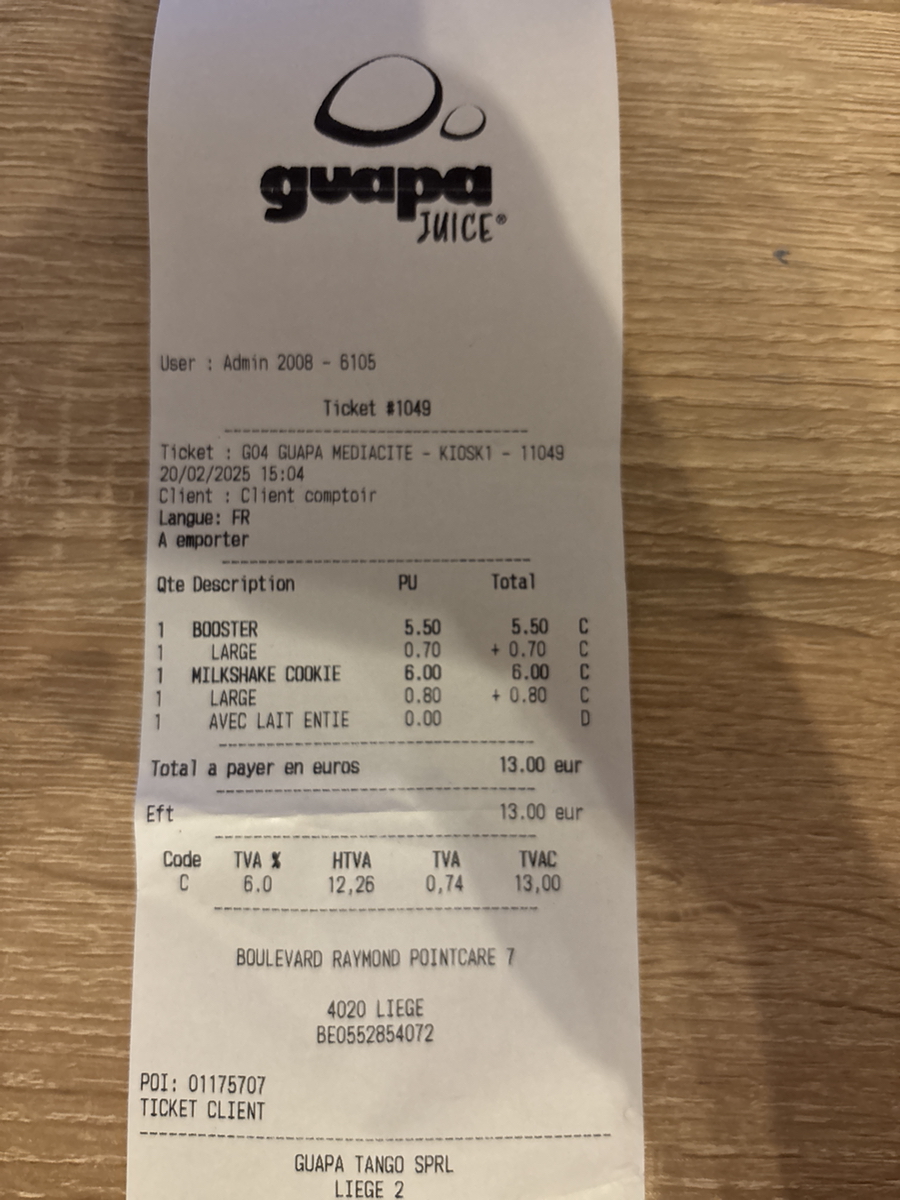 guapa
JUICE®
User : Admin 2008 - 6105
Ticket #1049
Ticket : G04 GUAPA MEDIACITE - KIOSK1 - 11049
20/02/2025 15:04
Client : Client comptoir
Langue: FR
A emporter
Qte Description PU Total
1 BOOSTER 5.50 5.50 C
1 LARGE 0.70 + 0.70 C
1 MILKSHAKE COOKIE 6.00 6.00 C
1 LARGE 0.80 + 0.80 C
1 AVEC LAIT ENTIE 0.00 D
Total a payer en euros 13.00 eur
Eft 13.00 eur
Code TVA % HTVA TVA TVAC
C 6.0 12,26 0,74 13,00
BOULEVARD RAYMOND POINTCARE 7
4020 LIEGE
BE0552854072
POI: 01175707
TICKET CLIENT
GUAPA TANGO SPRL
LIEGE 2